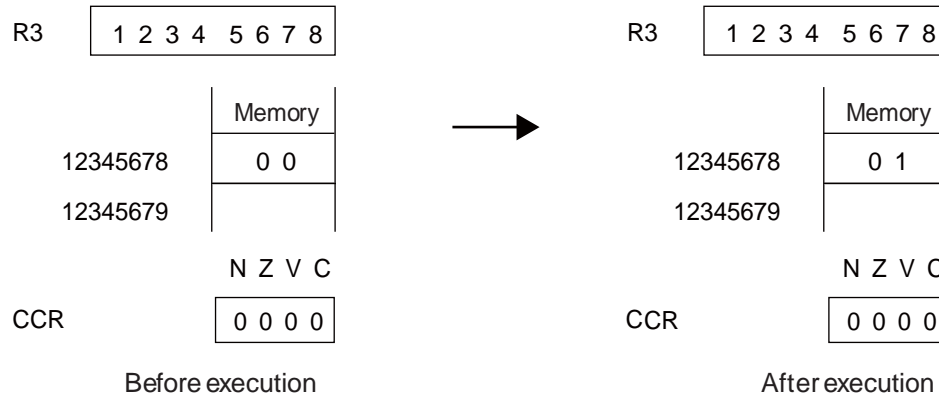 R3 1 2 3 4 5 6 7 8
Memory
12345678 0 0
12345679
N Z V C
CCR 0 0 0 0
Before execution
R3 1 2 3 4 5 6 7 8
Memory
12345678 0 1
12345679
N Z V C
CCR 0 0 0 0
After execution